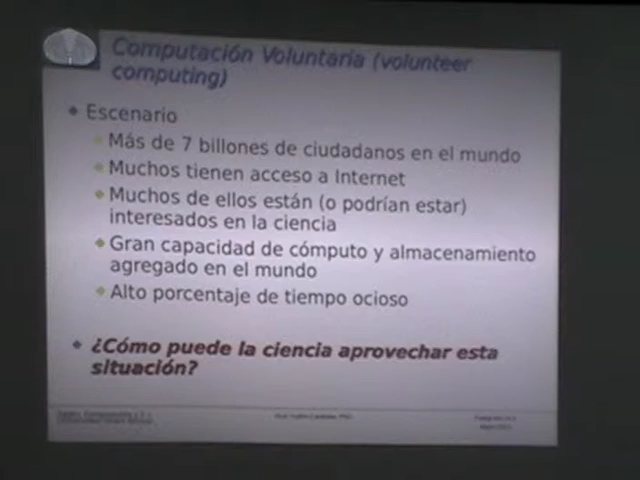 Computación Voluntaria (volunteer
computing)
Escenario
Más de 7 billones de ciudadanos en el mundo
Muchos tienen acceso a Internet
Muchos de ellos están (o podrían estar)
interesados en la ciencia
Gran capacidad de cómputo y almacenamiento
agregado en el mundo
Alto porcentaje de tiempo ocioso
¿Cómo puede la ciencia aprovechar esta
situación?